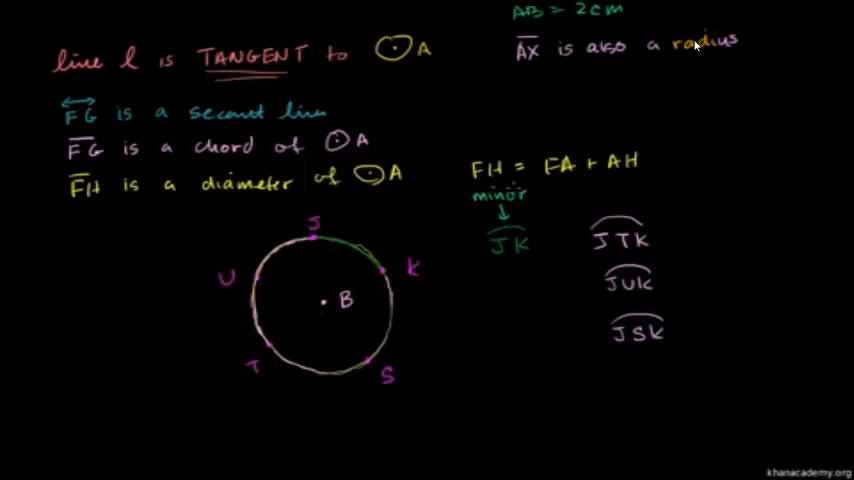 AB = 2cm
line l is TANGENT to ⊙A
AX is also a radius
FG is a secant line
FG is a chord of ⊙A
FH is a diameter of ⊙A
FH = FA + AH
minor
JK
JTK
JUK
JSK
J
K
U
B
T
S
khanacademy.org